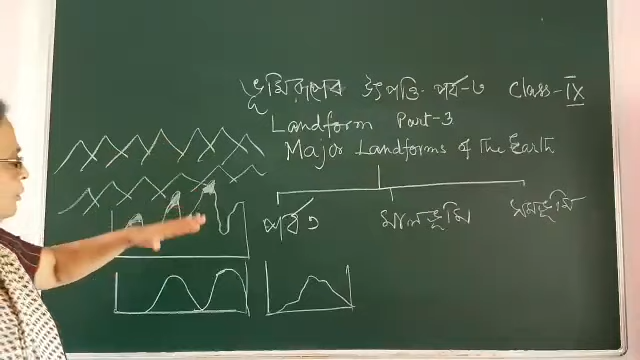 ভূমিরূপের উৎপত্তি-পর্ব-৩ Class-IX
Landform Part-3
Major Landforms of The Earth
পর্বত মালভূমি সমভূমি